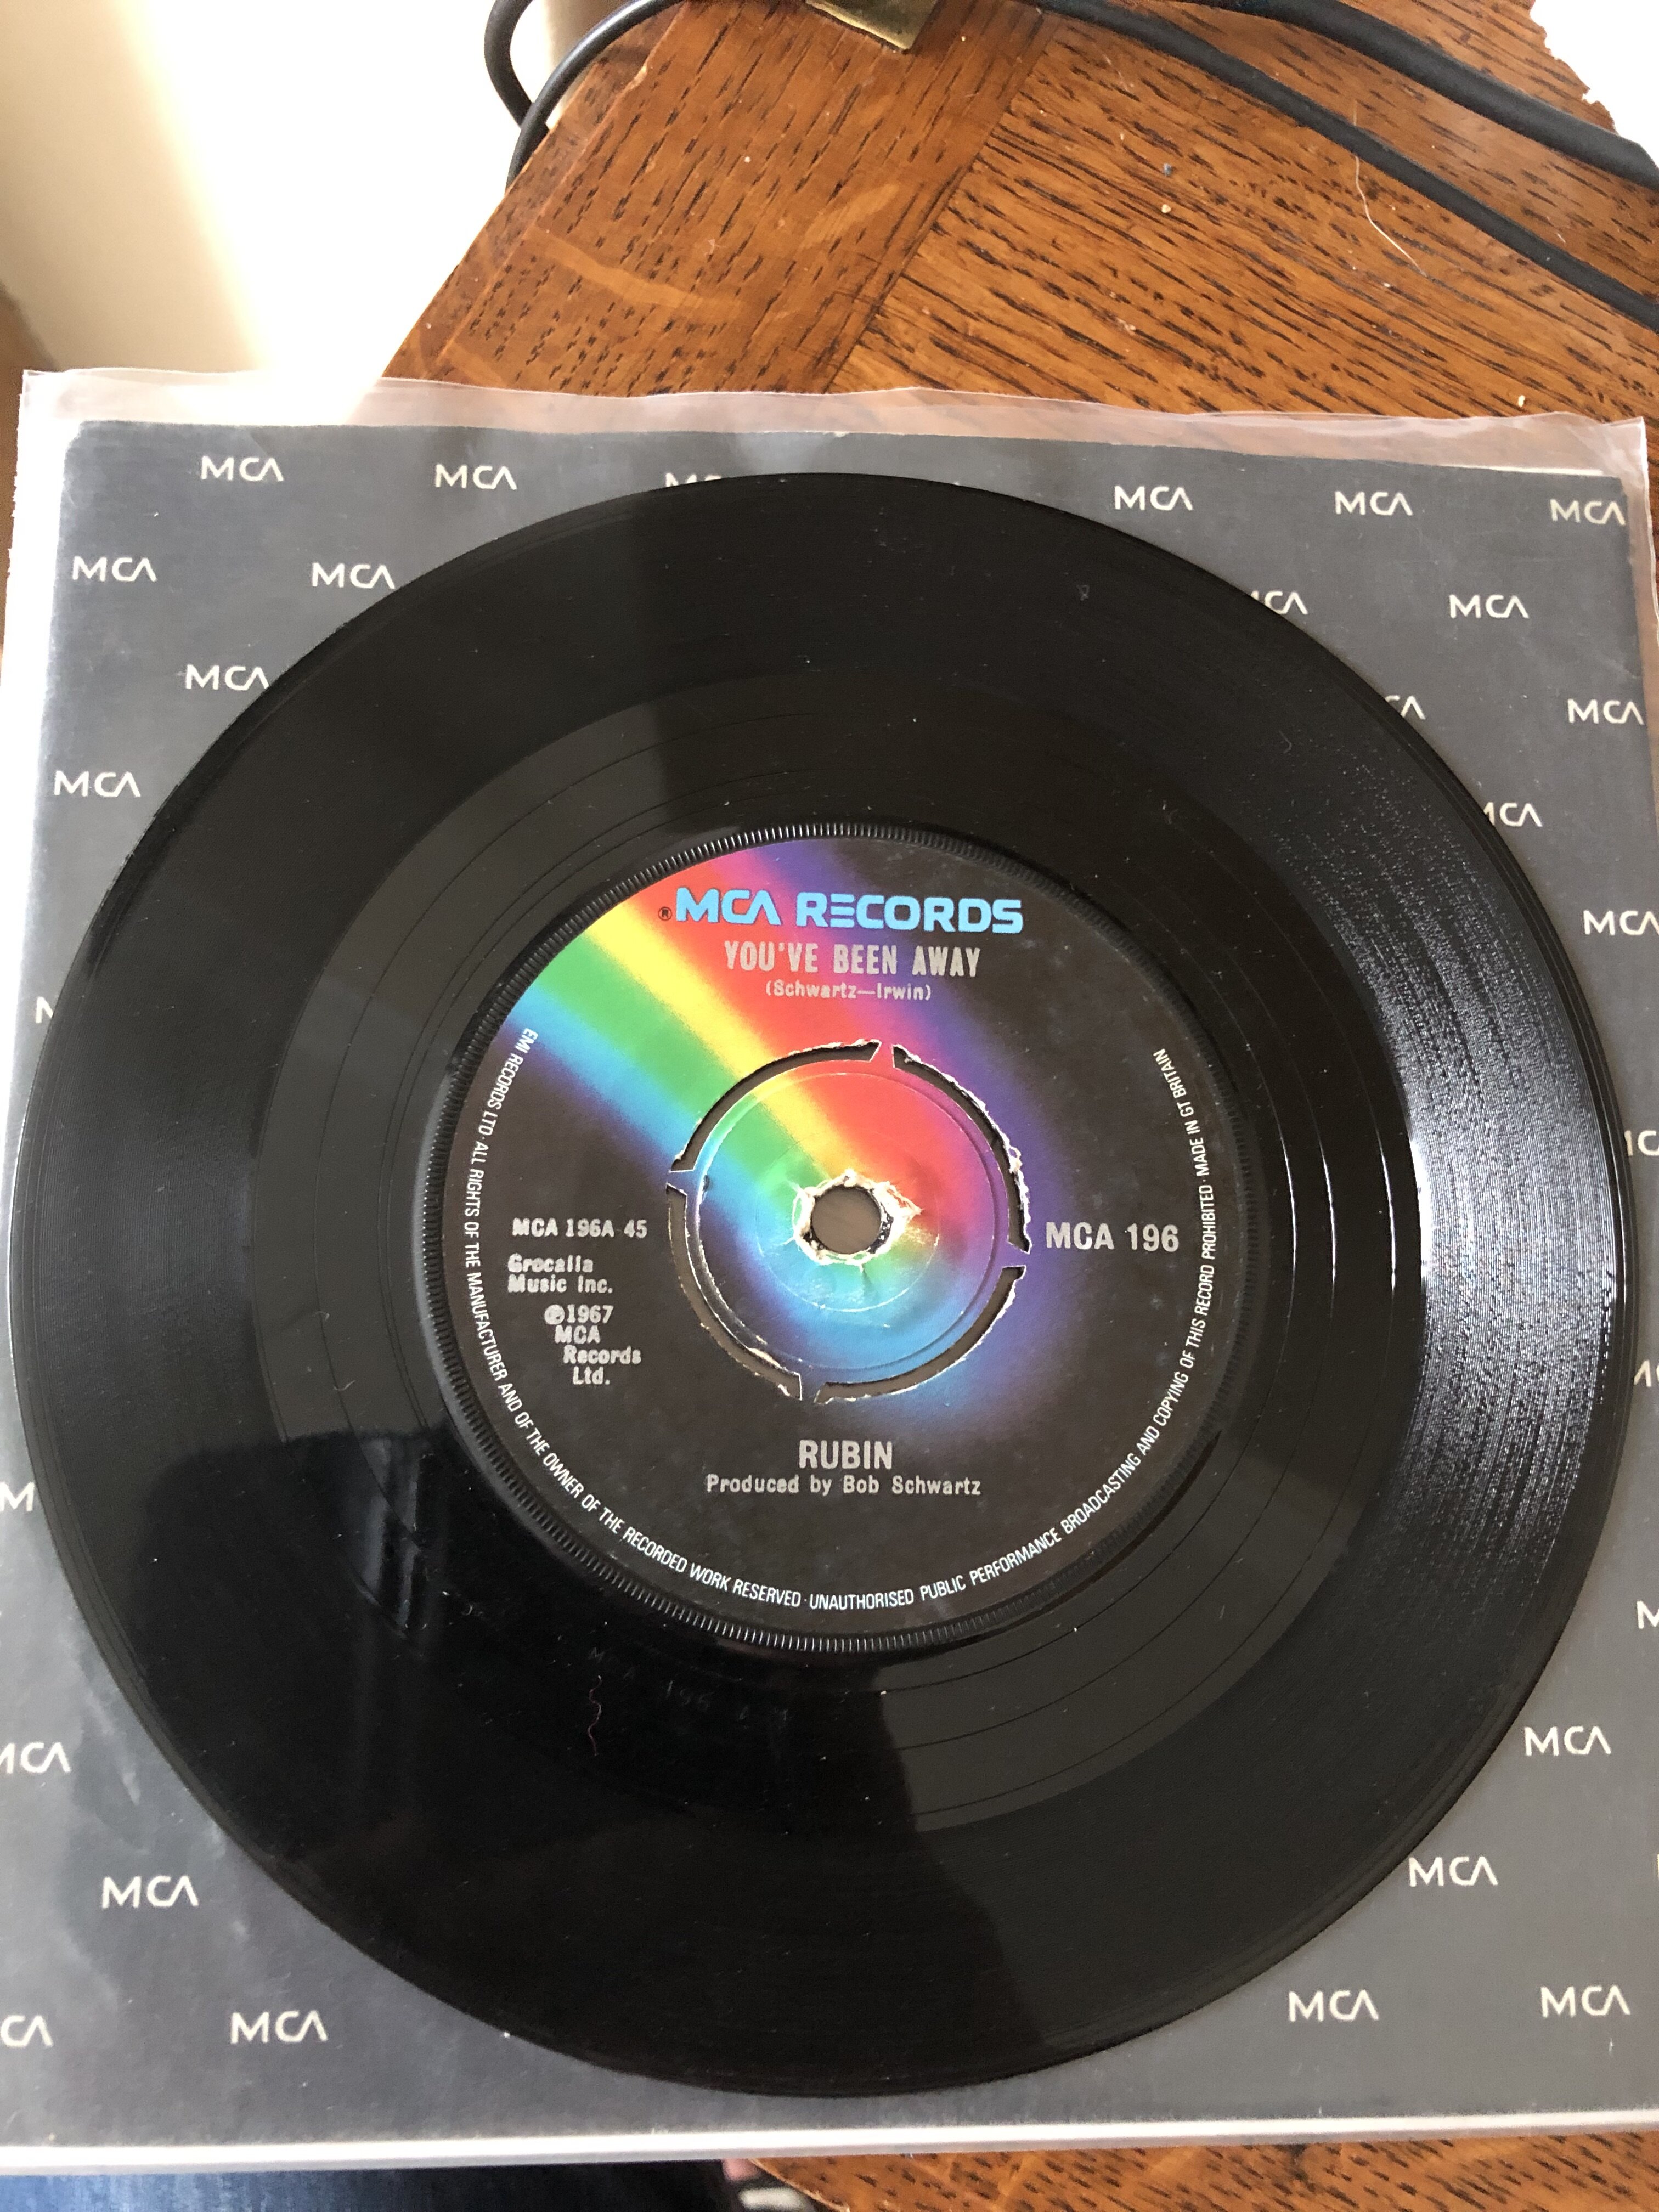 MCA MCA MCA MCA MCA
MCA MCA MCA
MCA MCA
MCA
MCA
® MCA RECORDS
YOU'VE BEEN AWAY
(Schwartz—Irwin)
MCA 196A 45
MCA 196
Grocalla
Music Inc.
℗1967
MCA
Records
Ltd.
RUBIN
Produced by Bob Schwartz
EMI RECORDS LTD · ALL RIGHTS OF THE MANUFACTURER AND OF THE OWNER OF THE RECORDED WORK RESERVED · UNAUTHORISED PUBLIC PERFORMANCE BROADCASTING AND COPYING OF THIS RECORD PROHIBITED · MADE IN GT BRITAIN
MCA
MCA MCA
MCA MCA MCA